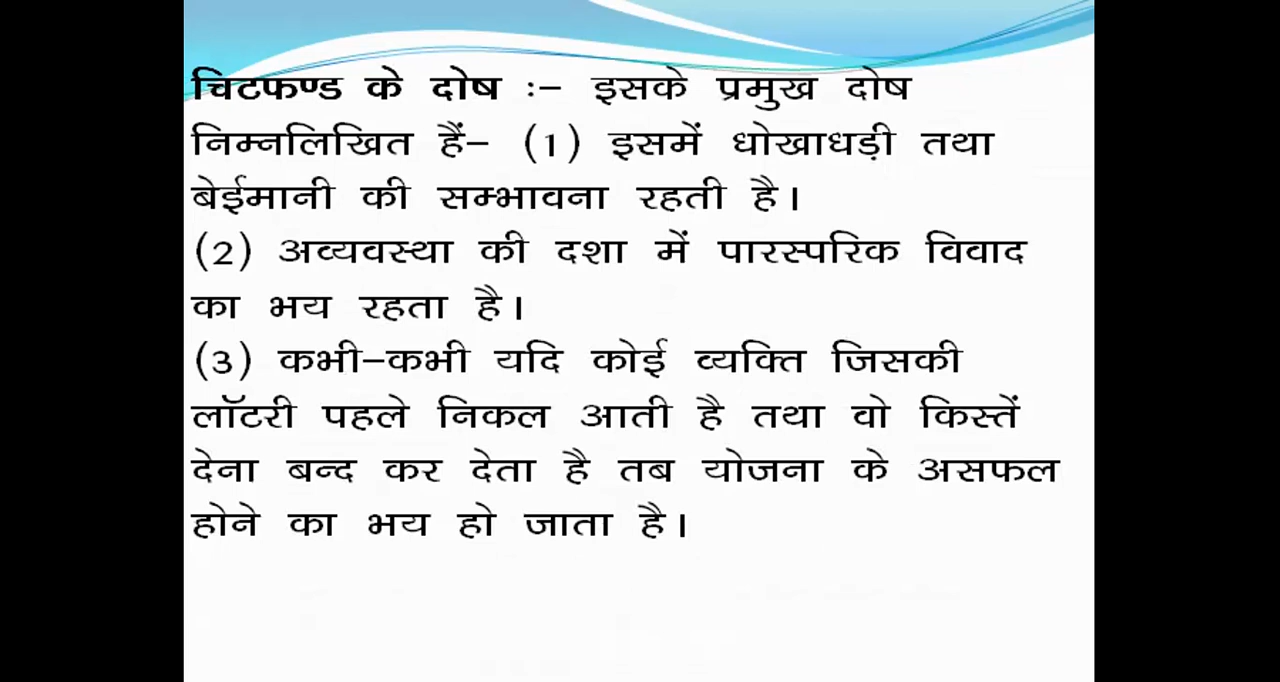 चिटफण्ड के दोष :– इसके प्रमुख दोष
निम्नलिखित हैं– (1) इसमें धोखाधड़ी तथा
बेईमानी की सम्भावना रहती है।
(2) अव्यवस्था की दशा में पारस्परिक विवाद
का भय रहता है।
(3) कभी–कभी यदि कोई व्यक्ति जिसकी
लॉटरी पहले निकल आती है तथा वो किस्तें
देना बन्द कर देता है तब योजना के असफल
होने का भय हो जाता है।